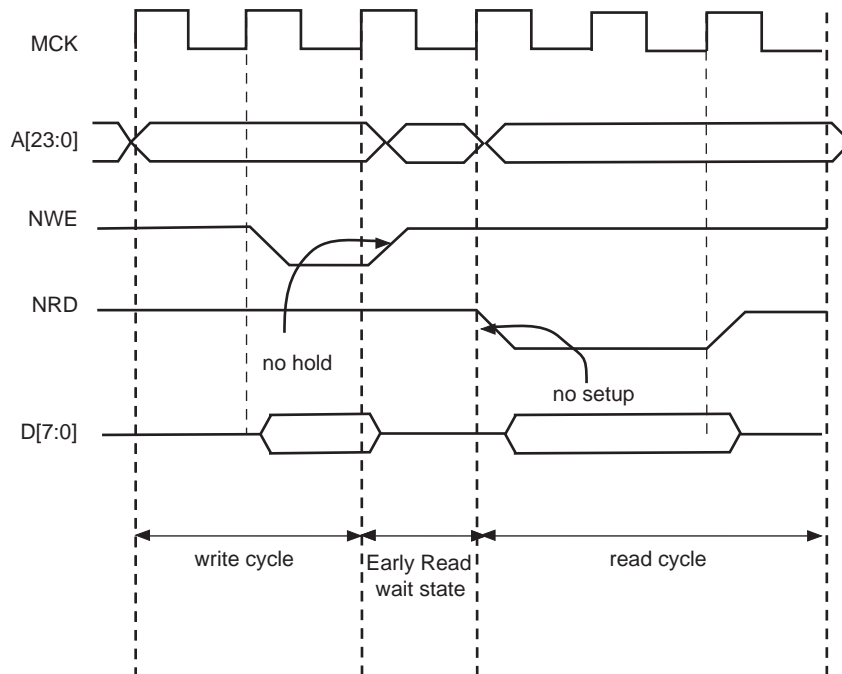 MCK
A[23:0]
NWE
NRD
no hold
no setup
D[7:0]
write cycle
Early Read
wait state
read cycle